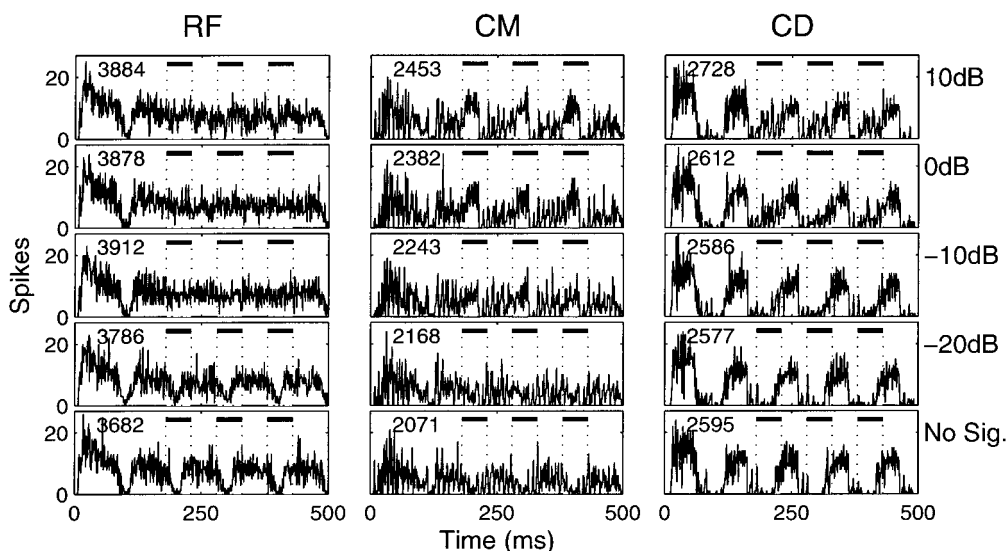 RF CM CD
20 3884 2453 2728 10dB
0
20 3878 2382 2612 0dB
0
20 3912 2243 2586 −10dB
0
Spikes
20 3786 2168 2577 −20dB
0
20 3682 2071 2595 No Sig.
0
0 250 500 0 250 500 0 250 500
Time (ms)